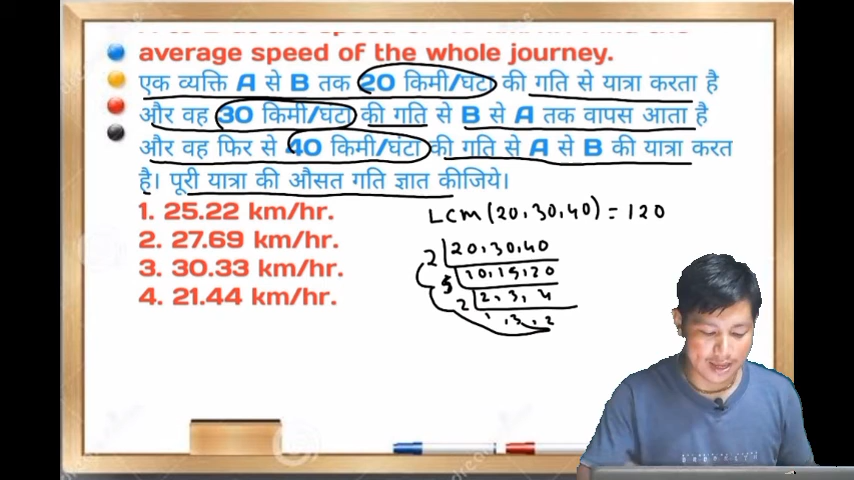 average speed of the whole journey.
एक व्यक्ति A से B तक 20 किमी/घंटा की गति से यात्रा करता है
और वह 30 किमी/घंटा की गति से B से A तक वापस आता है
और वह फिर से 40 किमी/घंटा की गति से A से B की यात्रा करत
है। पूरी यात्रा की औसत गति ज्ञात कीजिये।
1. 25.22 km/hr.
2. 27.69 km/hr.
3. 30.33 km/hr.
4. 21.44 km/hr.
LCM (20,30,40) = 120
2 20,30,40
5 10,15,20
2 2,3,4
1,3,2